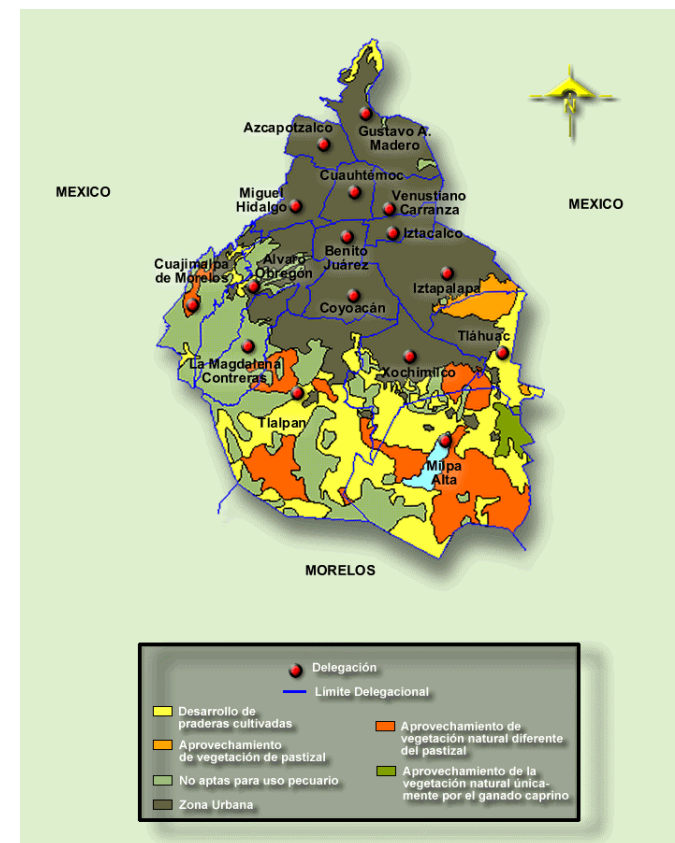 Azcapotzalco
Gustavo A.
Madero
N
Cuauhtémoc
MEXICO
Miguel
Hidalgo
Venustiano
Carranza
MEXICO
Iztacalco
Benito
Juárez
Alvaro
Obregón
Cuajimalpa
de Morelos
Iztapalapa
Coyoacán
Tláhuac
La Magdalena
Contreras
Xochimilco
Tlalpan
Milpa
Alta
MORELOS
Delegación
Límite Delegacional
Desarrollo de
praderas cultivadas
Aprovechamiento
de vegetación de pastizal
No aptas para uso pecuario
Zona Urbana
Aprovechamiento de
vegetación natural diferente
del pastizal
Aprovechamiento de la
vegetación natural única-
mente por el ganado caprino